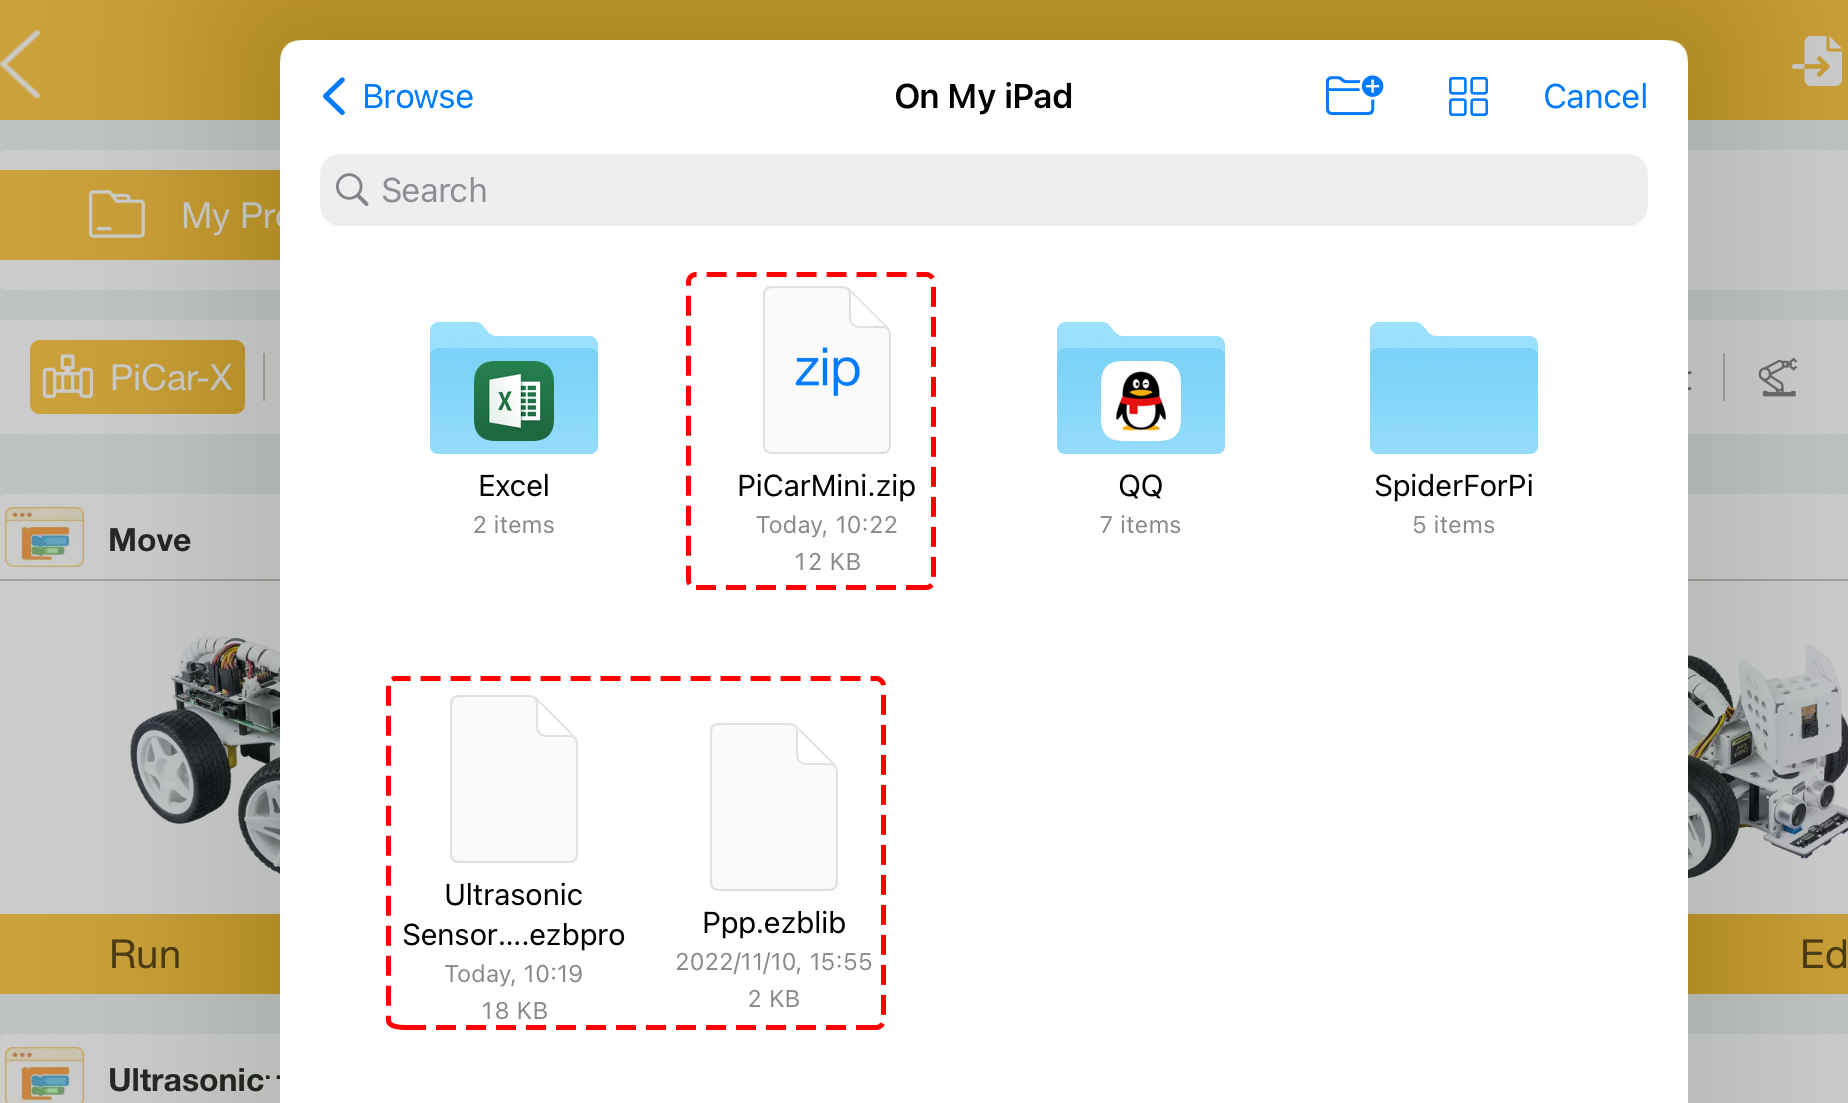 Browse
On My iPad
Cancel
Search
My Pro
PiCar-X
zip
X
Excel
2 items
PiCarMini.zip
Today, 10:22
12 KB
QQ
7 items
SpiderForPi
5 items
Move
Ultrasonic
Sensor....ezbpro
Today, 10:19
18 KB
Ppp.ezblib
2022/11/10, 15:55
2 KB
Run
Ed
Ultrasonic··